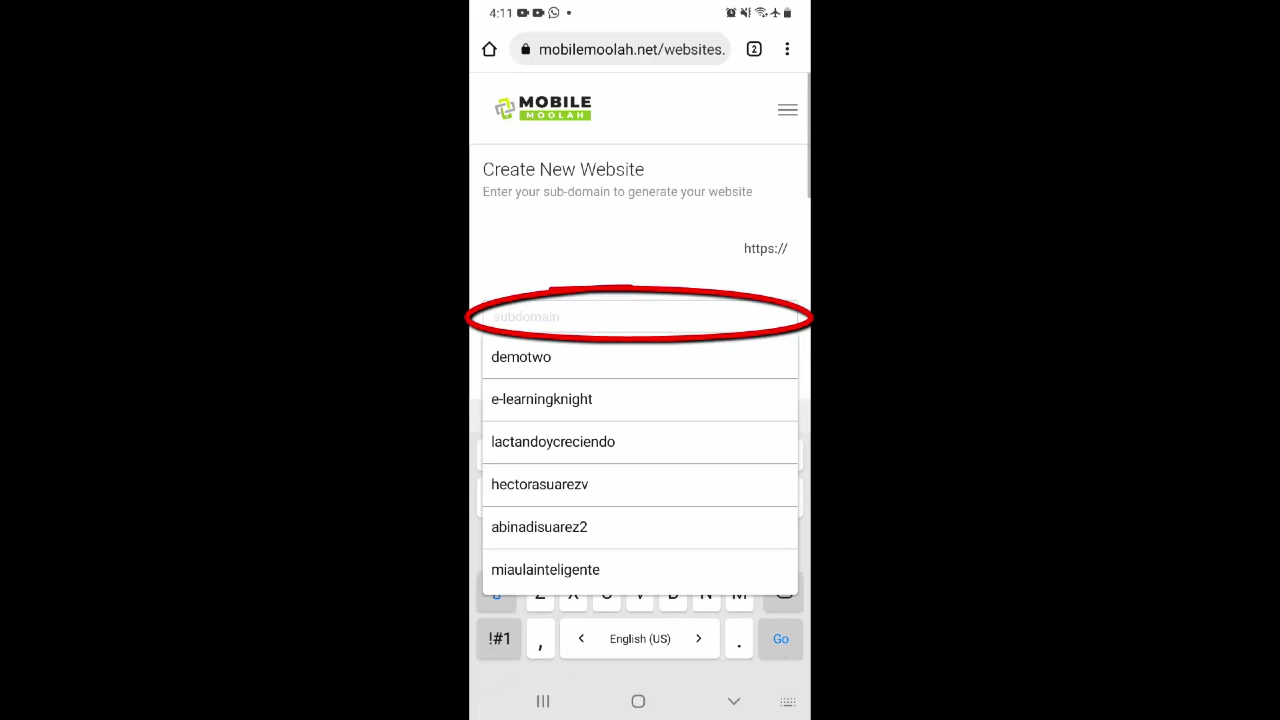 4:11
mobilemoolah.net/websites.
2
MOBILE
MOOLAH
Create New Website
Enter your sub-domain to generate your website
https://
subdomain
demotwo
e-learningknight
lactandoycreciendo
hectorasuarezv
abinadisuarez2
miaulainteligente
!#1 , < English (US) > . Go